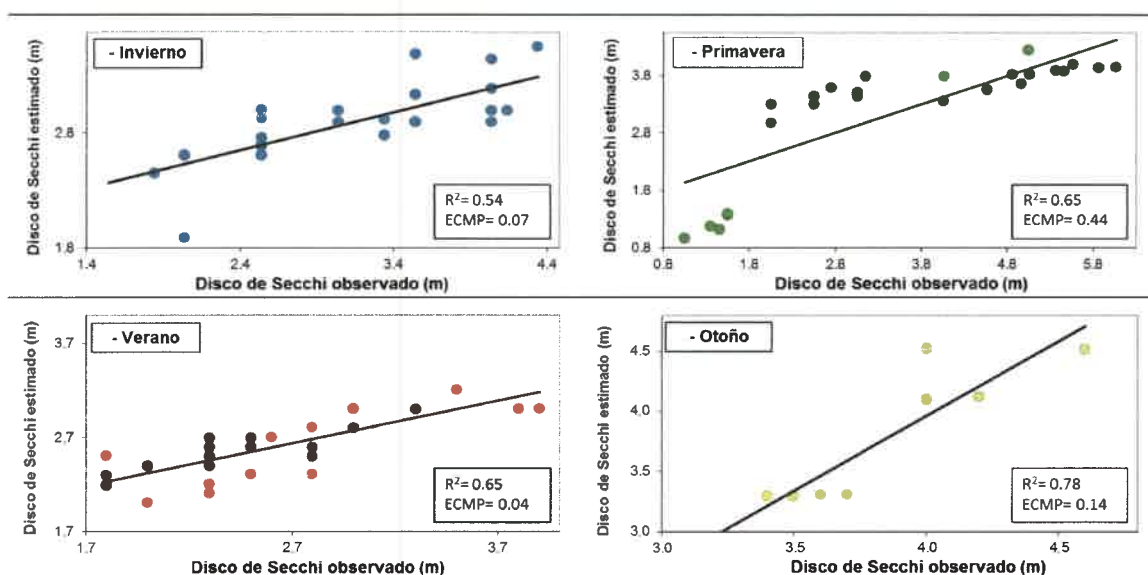 - Invierno
Disco de Secchi estimado (m)
2.8
1.8
1.4
2.4
3.4
4.4
R²= 0.54
ECMP= 0.07
Disco de Secchi observado (m)
- Primavera
Disco de Secchi estimado (m)
3.8
2.8
1.8
0.8
0.8
1.8
2.8
3.8
4.8
5.8
R²= 0.65
ECMP= 0.44
Disco de Secchi observado (m)
- Verano
Disco de Secchi estimado (m)
3.7
2.7
1.7
1.7
2.7
3.7
R²= 0.65
ECMP= 0.04
Disco de Secchi observado (m)
- Otoño
Disco de Secchi estimado (m)
4.5
4.0
3.5
3.0
3.0
3.5
4.0
4.5
R²= 0.78
ECMP= 0.14
Disco de Secchi observado (m)